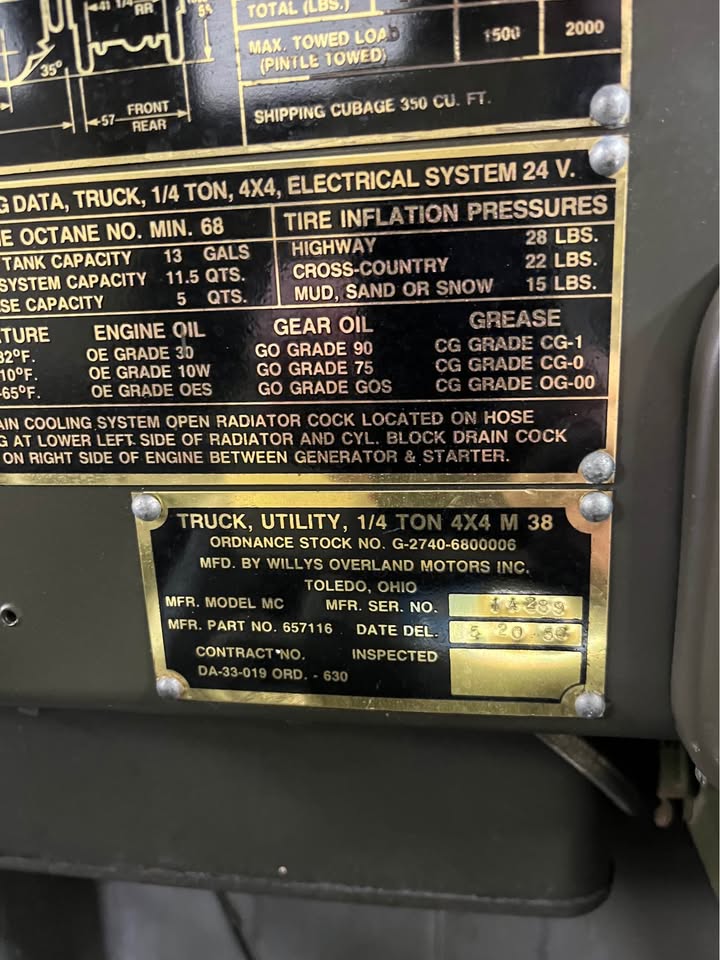 41 1/4
RR
35°
57
FRONT
REAR
TOTAL (LBS.)
MAX. TOWED LOAD 1500 2000
(PINTLE TOWED)
SHIPPING CUBAGE 350 CU. FT.
G DATA, TRUCK, 1/4 TON, 4X4, ELECTRICAL SYSTEM 24 V.
E OCTANE NO. MIN. 68
TANK CAPACITY 13 GALS
SYSTEM CAPACITY 11.5 QTS.
SE CAPACITY 5 QTS.
TIRE INFLATION PRESSURES
HIGHWAY 28 LBS.
CROSS-COUNTRY 22 LBS.
MUD, SAND OR SNOW 15 LBS.
TURE ENGINE OIL GEAR OIL GREASE
32°F. OE GRADE 30 GO GRADE 90 CG GRADE CG-1
10°F. OE GRADE 10W GO GRADE 75 CG GRADE CG-0
-65°F. OE GRADE OES GO GRADE GOS CG GRADE OG-00
AIN COOLING SYSTEM OPEN RADIATOR COCK LOCATED ON HOSE
G AT LOWER LEFT SIDE OF RADIATOR AND CYL. BLOCK DRAIN COCK
ON RIGHT SIDE OF ENGINE BETWEEN GENERATOR & STARTER.
TRUCK, UTILITY, 1/4 TON 4X4 M 38
ORDNANCE STOCK NO. G-2740-6800006
MFD. BY WILLYS OVERLAND MOTORS INC.
TOLEDO, OHIO
MFR. MODEL MC MFR. SER. NO.
MFR. PART NO. 657116 DATE DEL. 5 20
CONTRACT NO. INSPECTED
DA-33-019 ORD. - 630